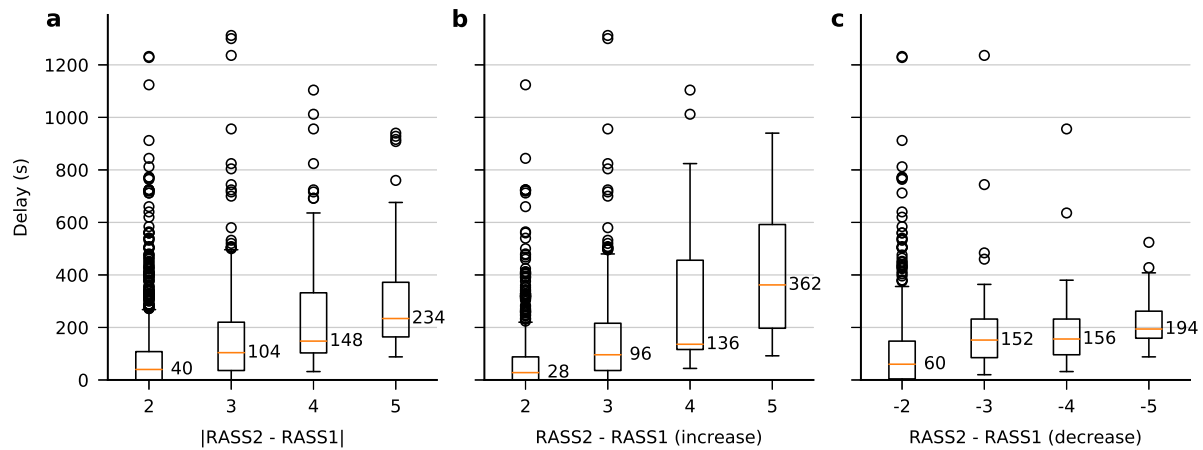 a b c
1200
1000
800
600
400
200
0
Delay (s)
40 104 148 234
28 96 136 362
60 152 156 194
2 3 4 5
2 3 4 5
-2 -3 -4 -5
|RASS2 - RASS1|
RASS2 - RASS1 (increase)
RASS2 - RASS1 (decrease)